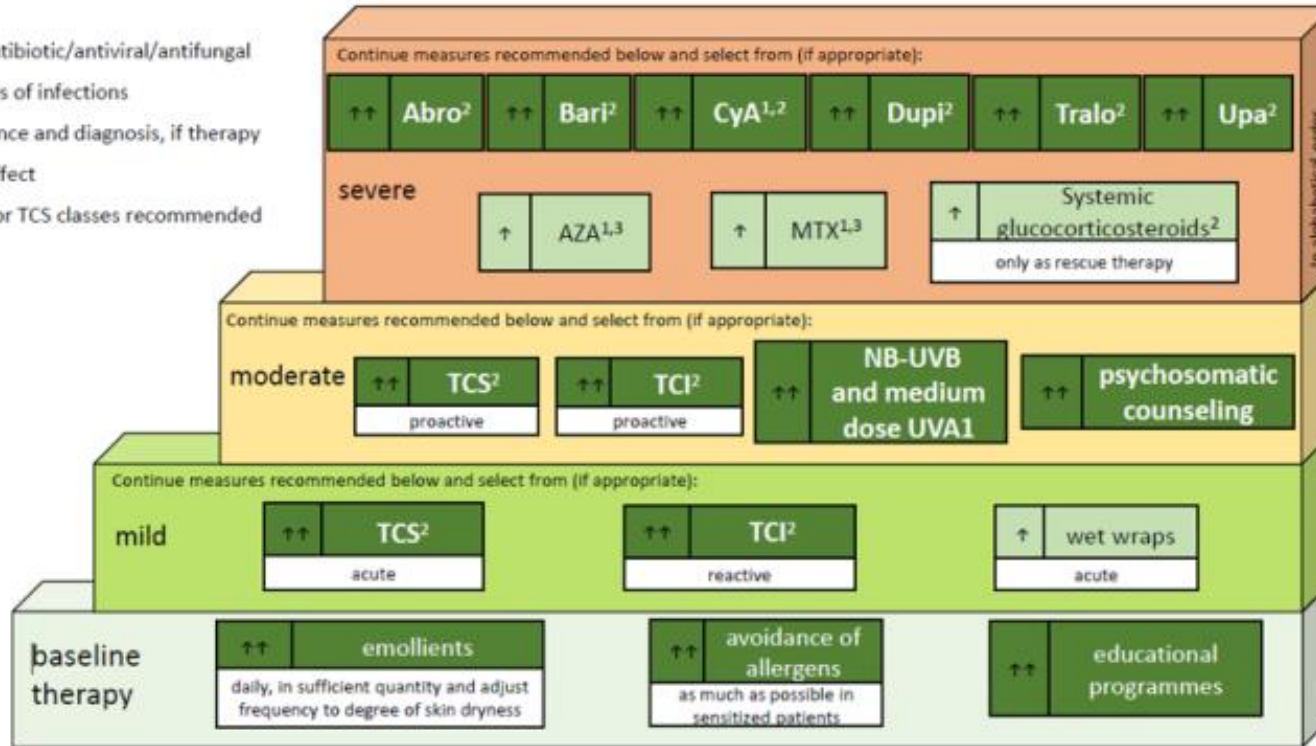 tibiotic/antiviral/antifungal
s of infections
nce and diagnosis, if therapy
ffect
or TCS classes recommended
Continue measures recommended below and select from (if appropriate):
↑↑ Abro² ↑↑ Bari² ↑↑ CyA¹,² ↑↑ Dupi² ↑↑ Tralo² ↑↑ Upa²
severe
↑ AZA¹,³ ↑ MTX¹,³ ↑ Systemic
glucocorticosteroids²
only as rescue therapy
In alphabetical order
Continue measures recommended below and select from (if appropriate):
moderate
↑↑ TCS²
proactive
↑↑ TCI²
proactive
↑↑ NB-UVB
and medium
dose UVA1
↑↑ psychosomatic
counseling
Continue measures recommended below and select from (if appropriate):
mild
↑↑ TCS²
acute
↑↑ TCI²
reactive
↑ wet wraps
acute
baseline
therapy
↑↑ emollients
daily, in sufficient quantity and adjust
frequency to degree of skin dryness
↑↑ avoidance of
allergens
as much as possible in
sensitized patients
↑↑ educational
programmes